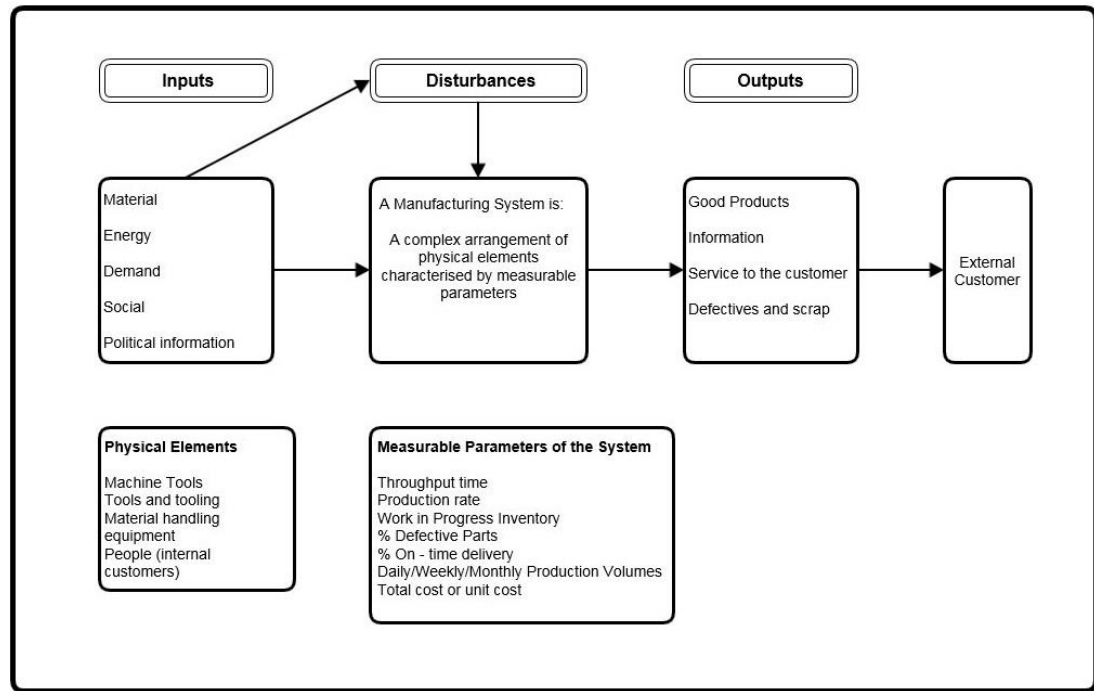 Inputs
Disturbances
Outputs
Material
Energy
Demand
Social
Political information
A Manufacturing System is:
A complex arrangement of
physical elements
characterised by measurable
parameters
Good Products
Information
Service to the customer
Defectives and scrap
External
Customer
Physical Elements
Machine Tools
Tools and tooling
Material handling
equipment
People (internal
customers)
Measurable Parameters of the System
Throughput time
Production rate
Work in Progress Inventory
% Defective Parts
% On - time delivery
Daily/Weekly/Monthly Production Volumes
Total cost or unit cost